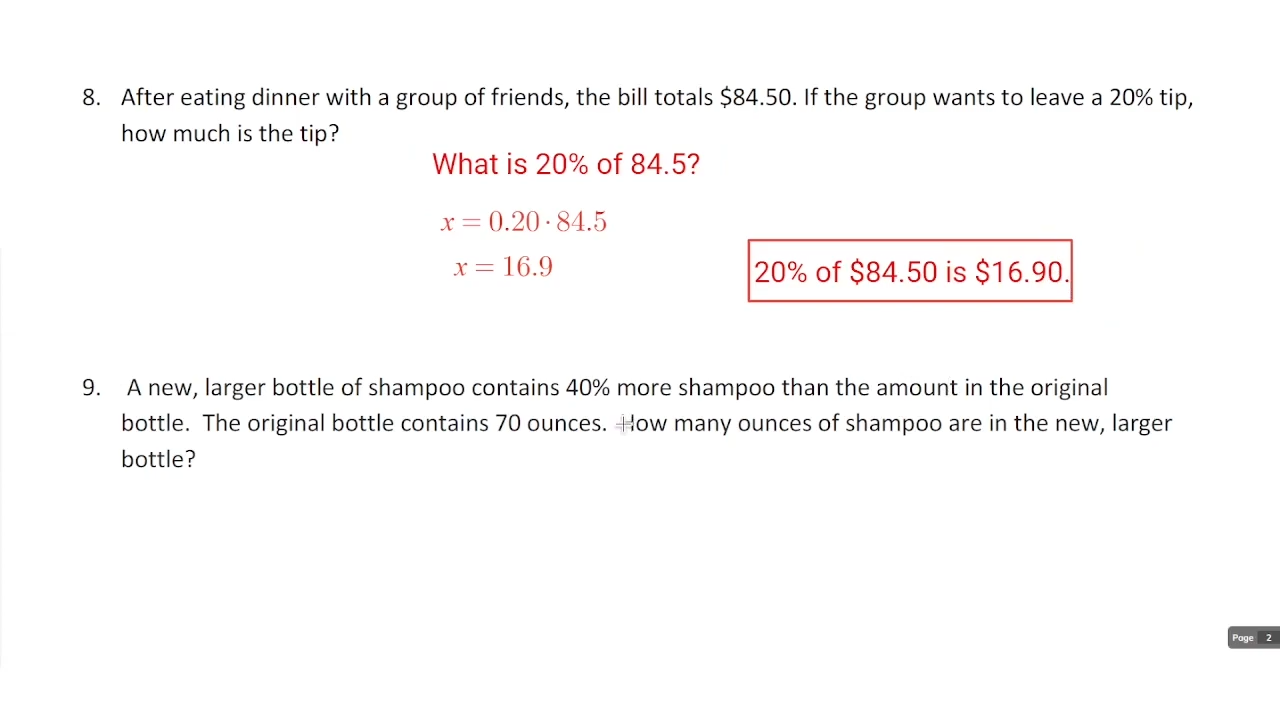 8. After eating dinner with a group of friends, the bill totals $84.50. If the group wants to leave a 20% tip,
how much is the tip?
What is 20% of 84.5?
x = 0.20 · 84.5
x = 16.9
20% of $84.50 is $16.90.
9. A new, larger bottle of shampoo contains 40% more shampoo than the amount in the original
bottle. The original bottle contains 70 ounces. How many ounces of shampoo are in the new, larger
bottle?
Page 2